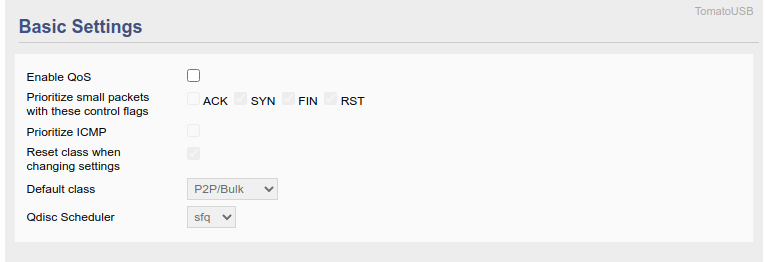 TomatoUSB
Basic Settings
Enable QoS
Prioritize small packets
with these control flags
ACK SYN FIN RST
Prioritize ICMP
Reset class when
changing settings
Default class P2P/Bulk
Qdisc Scheduler sfq